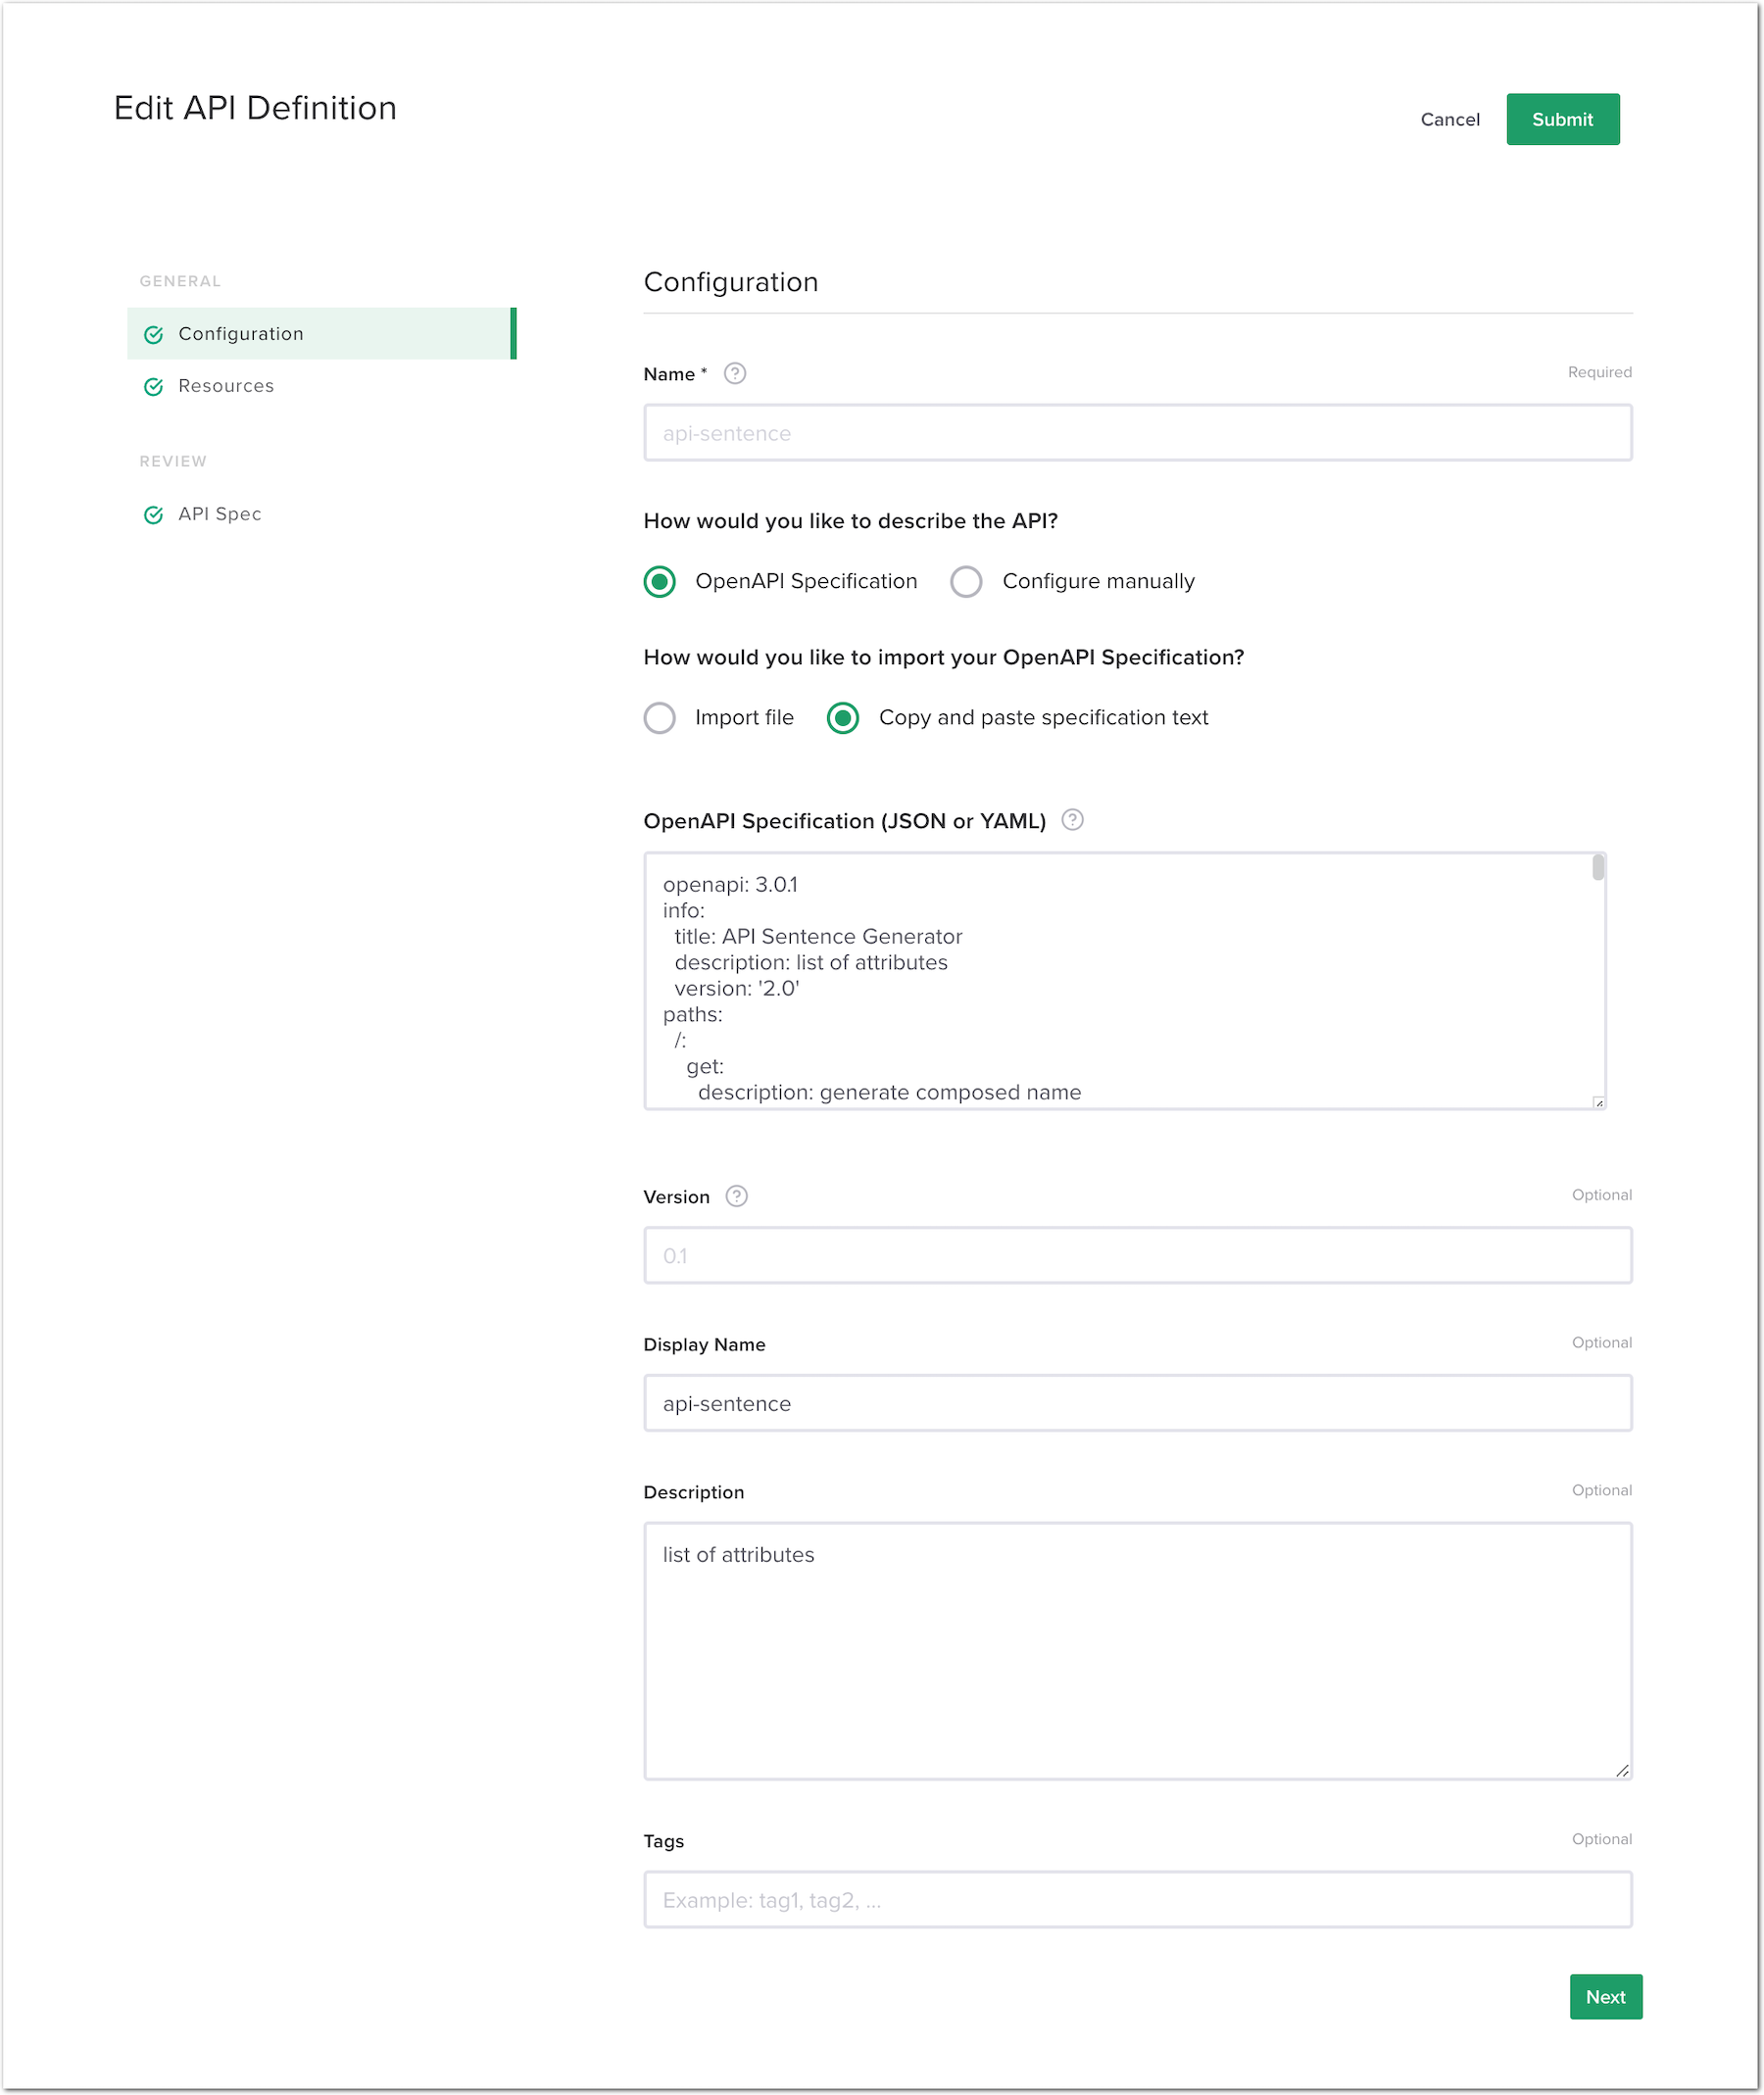 Edit API Definition
Cancel
Submit
GENERAL
Configuration
Resources
REVIEW
API Spec
Configuration
Name *
Required
api-sentence
How would you like to describe the API?
OpenAPI Specification
Configure manually
How would you like to import your OpenAPI Specification?
Import file
Copy and paste specification text
OpenAPI Specification (JSON or YAML)
openapi: 3.0.1
info:
  title: API Sentence Generator
  description: list of attributes
  version: '2.0'
paths:
  /:
    get:
      description: generate composed name
Version
Optional
0.1
Display Name
Optional
api-sentence
Description
Optional
list of attributes
Tags
Optional
Example: tag1, tag2, ...
Next